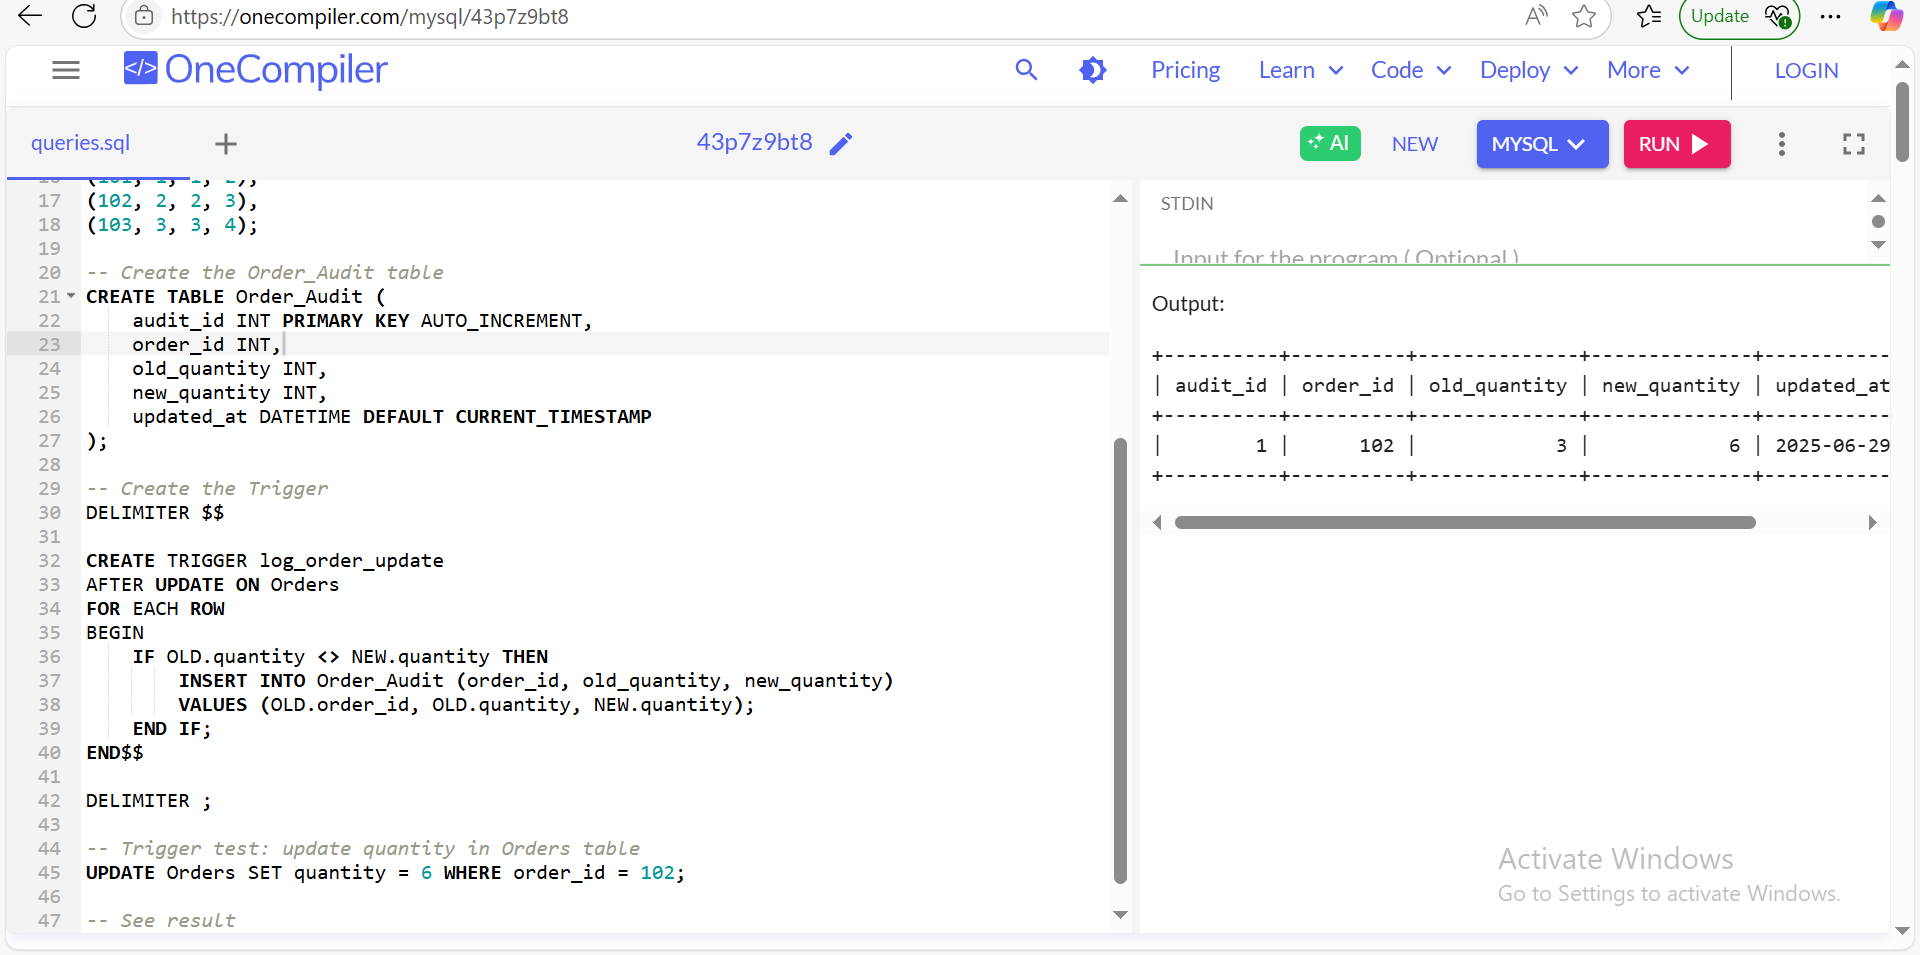 https://onecompiler.com/mysql/43p7z9bt8
A
Update
</> OneCompiler
Pricing
Learn
Code
Deploy
More
LOGIN
queries.sql
+
43p7z9bt8
AI
NEW
MYSQL
RUN
16 (101, 1, 1, 2),
17 (102, 2, 2, 3),
18 (103, 3, 3, 4);
19
20 -- Create the Order_Audit table
21 CREATE TABLE Order_Audit (
22 audit_id INT PRIMARY KEY AUTO_INCREMENT,
23 order_id INT,
24 old_quantity INT,
25 new_quantity INT,
26 updated_at DATETIME DEFAULT CURRENT_TIMESTAMP
27 );
28
29 -- Create the Trigger
30 DELIMITER $$
31
32 CREATE TRIGGER log_order_update
33 AFTER UPDATE ON Orders
34 FOR EACH ROW
35 BEGIN
36 IF OLD.quantity <> NEW.quantity THEN
37 INSERT INTO Order_Audit (order_id, old_quantity, new_quantity)
38 VALUES (OLD.order_id, OLD.quantity, NEW.quantity);
39 END IF;
40 END$$
41
42 DELIMITER ;
43
44 -- Trigger test: update quantity in Orders table
45 UPDATE Orders SET quantity = 6 WHERE order_id = 102;
46
47 -- See result
STDIN
Input for the program ( Optional )
Output:
+----------+----------+--------------+--------------+-----------
| audit_id | order_id | old_quantity | new_quantity | updated_at
+----------+----------+--------------+--------------+-----------
| 1 | 102 | 3 | 6 | 2025-06-29
+----------+----------+--------------+--------------+-----------
Activate Windows
Go to Settings to activate Windows.